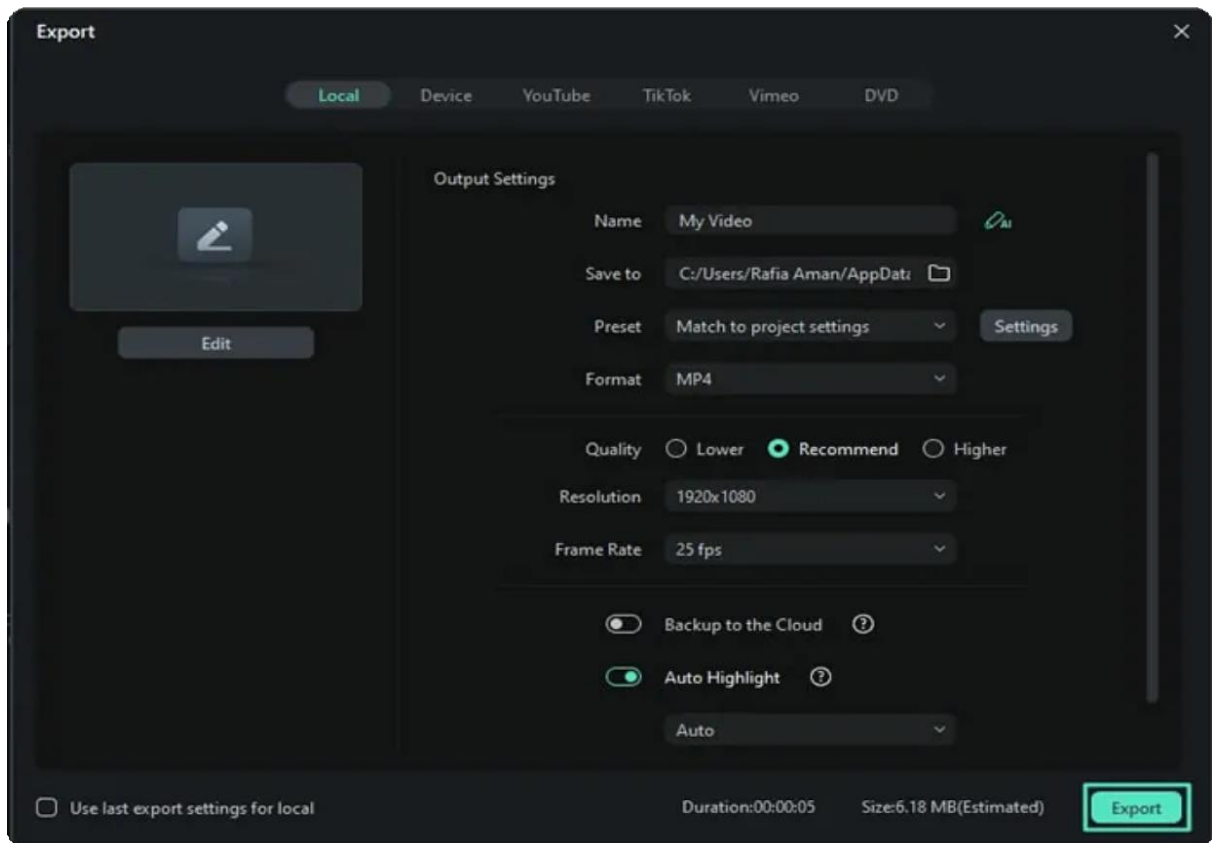 Export
Local Device YouTube TikTok Vimeo DVD
Output Settings
Name My Video AI
Save to C:/Users/Rafia Aman/AppData
Preset Match to project settings Settings
Edit
Format MP4
Quality Lower Recommend Higher
Resolution 1920x1080
Frame Rate 25 fps
Backup to the Cloud ?
Auto Highlight ?
Auto
Use last export settings for local Duration:00:00:05 Size:6.18 MB(Estimated) Export